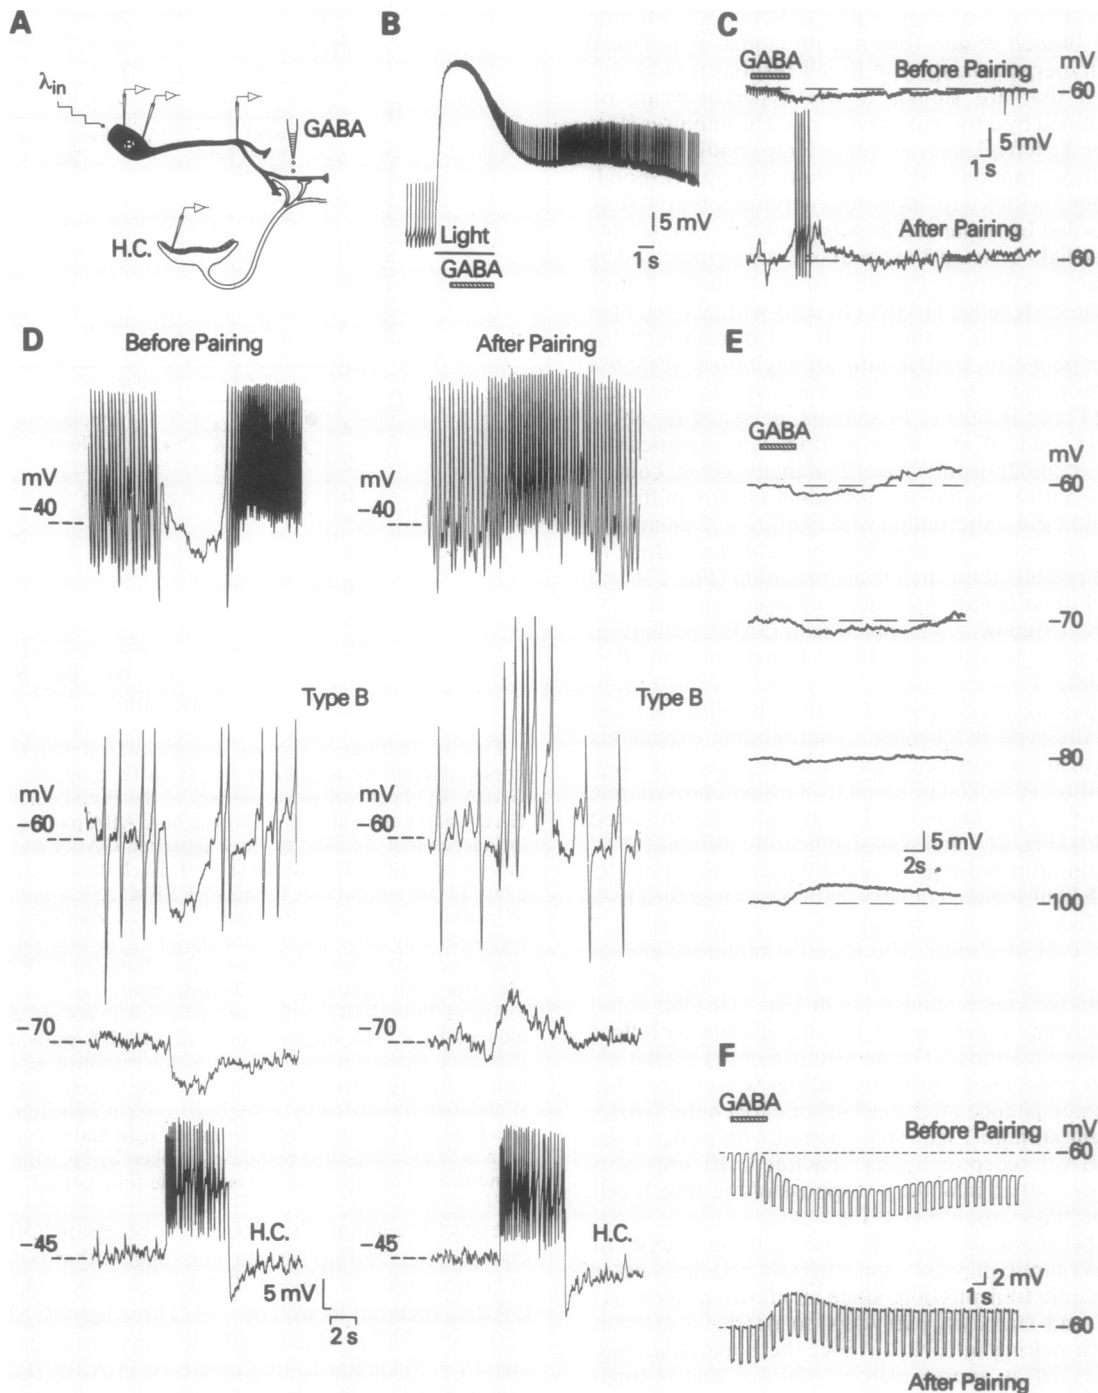 A
λin
GABA
H.C.
B
Light
GABA
5 mV
1 s
C
GABA
Before Pairing
mV
−60
5 mV
1 s
After Pairing
−60
D
Before Pairing
After Pairing
mV
−40
mV
−40
Type B
Type B
mV
−60
mV
−60
−70
−70
H.C.
H.C.
−45
−45
5 mV
2 s
E
GABA
mV
−60
−70
−80
5 mV
2s
−100
F
GABA
Before Pairing
mV
−60
2 mV
1s
−60
After Pairing